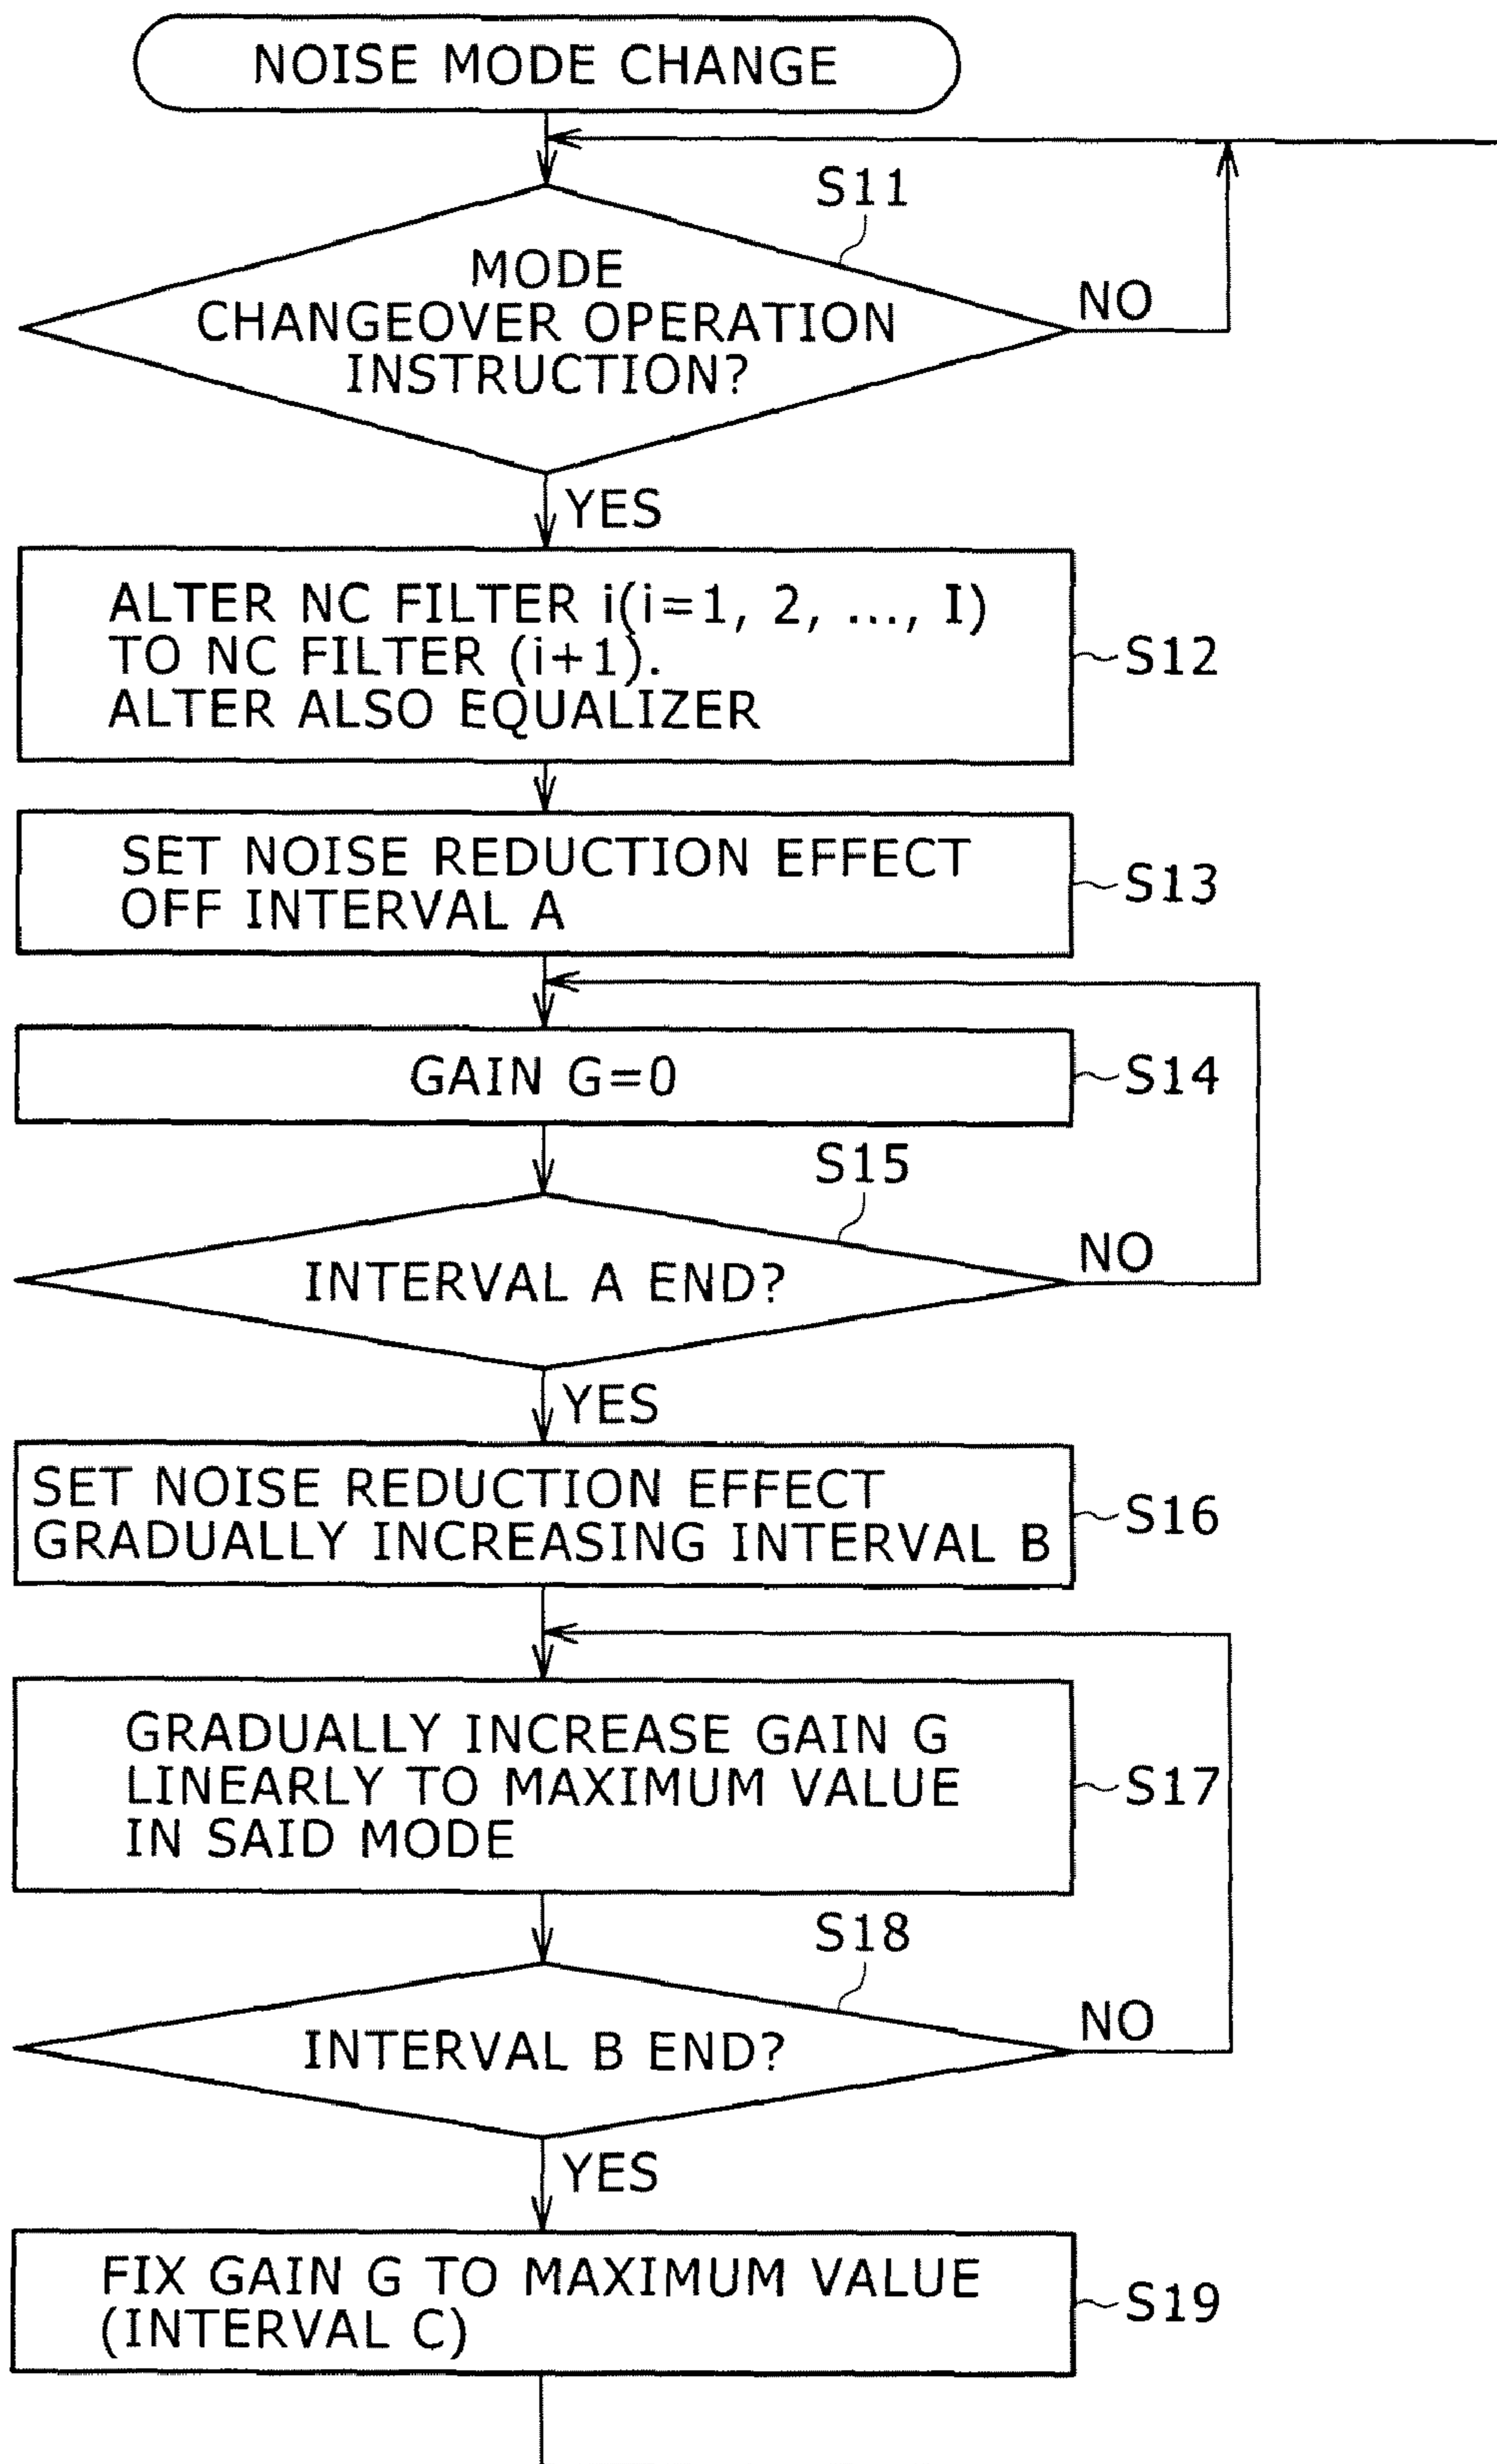 NOISE MODE CHANGE
S11
MODE
CHANGEOVER OPERATION
INSTRUCTION?
NO
YES
ALTER NC FILTER i(i=1, 2, ..., I)
TO NC FILTER (i+1).
ALTER ALSO EQUALIZER
S12
SET NOISE REDUCTION EFFECT
OFF INTERVAL A
S13
GAIN G=0
S14
S15
INTERVAL A END?
NO
YES
SET NOISE REDUCTION EFFECT
GRADUALLY INCREASING INTERVAL B
S16
GRADUALLY INCREASE GAIN G
LINEARLY TO MAXIMUM VALUE
IN SAID MODE
S17
S18
INTERVAL B END?
NO
YES
FIX GAIN G TO MAXIMUM VALUE
(INTERVAL C)
S19